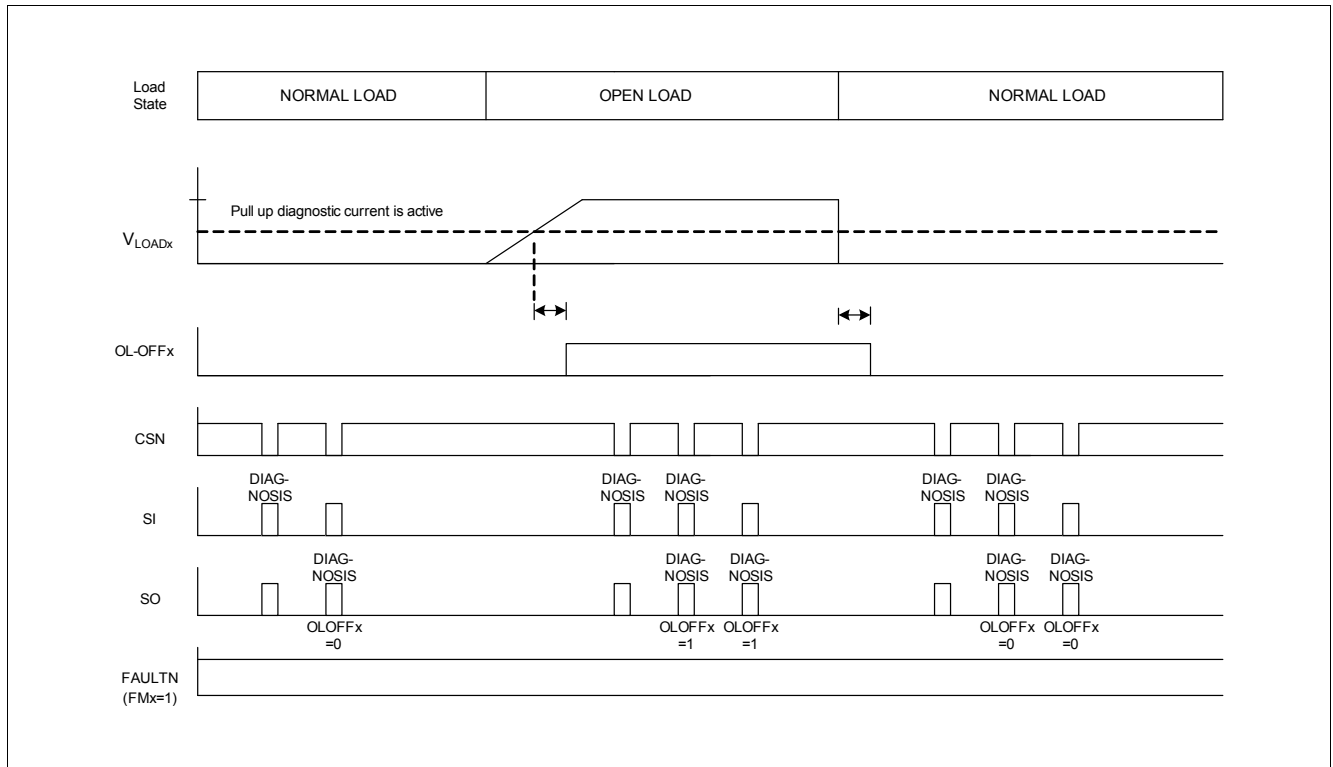 Load
State
NORMAL LOAD
OPEN LOAD
NORMAL LOAD
Pull up diagnostic current is active
VLOADx
OL-OFFx
CSN
DIAG-
NOSIS
DIAG-
NOSIS
DIAG-
NOSIS
DIAG-
NOSIS
DIAG-
NOSIS
SI
DIAG-
NOSIS
DIAG-
NOSIS
DIAG-
NOSIS
DIAG-
NOSIS
DIAG-
NOSIS
SO
OLOFFx
=0
OLOFFx
=1
OLOFFx
=1
OLOFFx
=0
OLOFFx
=0
FAULTN
(FMx=1)